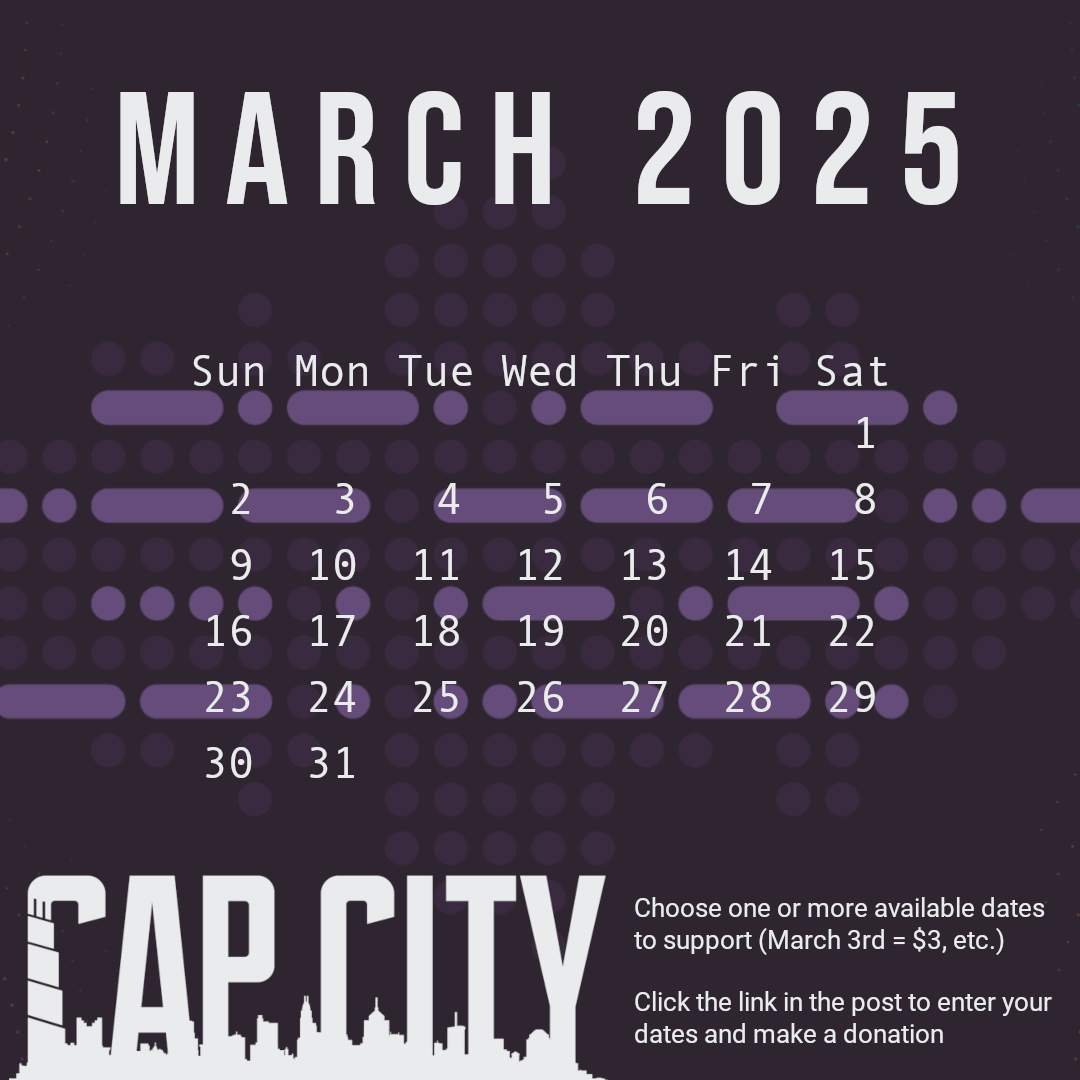 MARCH 2025
Sun Mon Tue Wed Thu Fri Sat
1
2 3 4 5 6 7 8
9 10 11 12 13 14 15
16 17 18 19 20 21 22
23 24 25 26 27 28 29
30 31
CAP CITY
Choose one or more available dates
to support (March 3rd = $3, etc.)
Click the link in the post to enter your
dates and make a donation